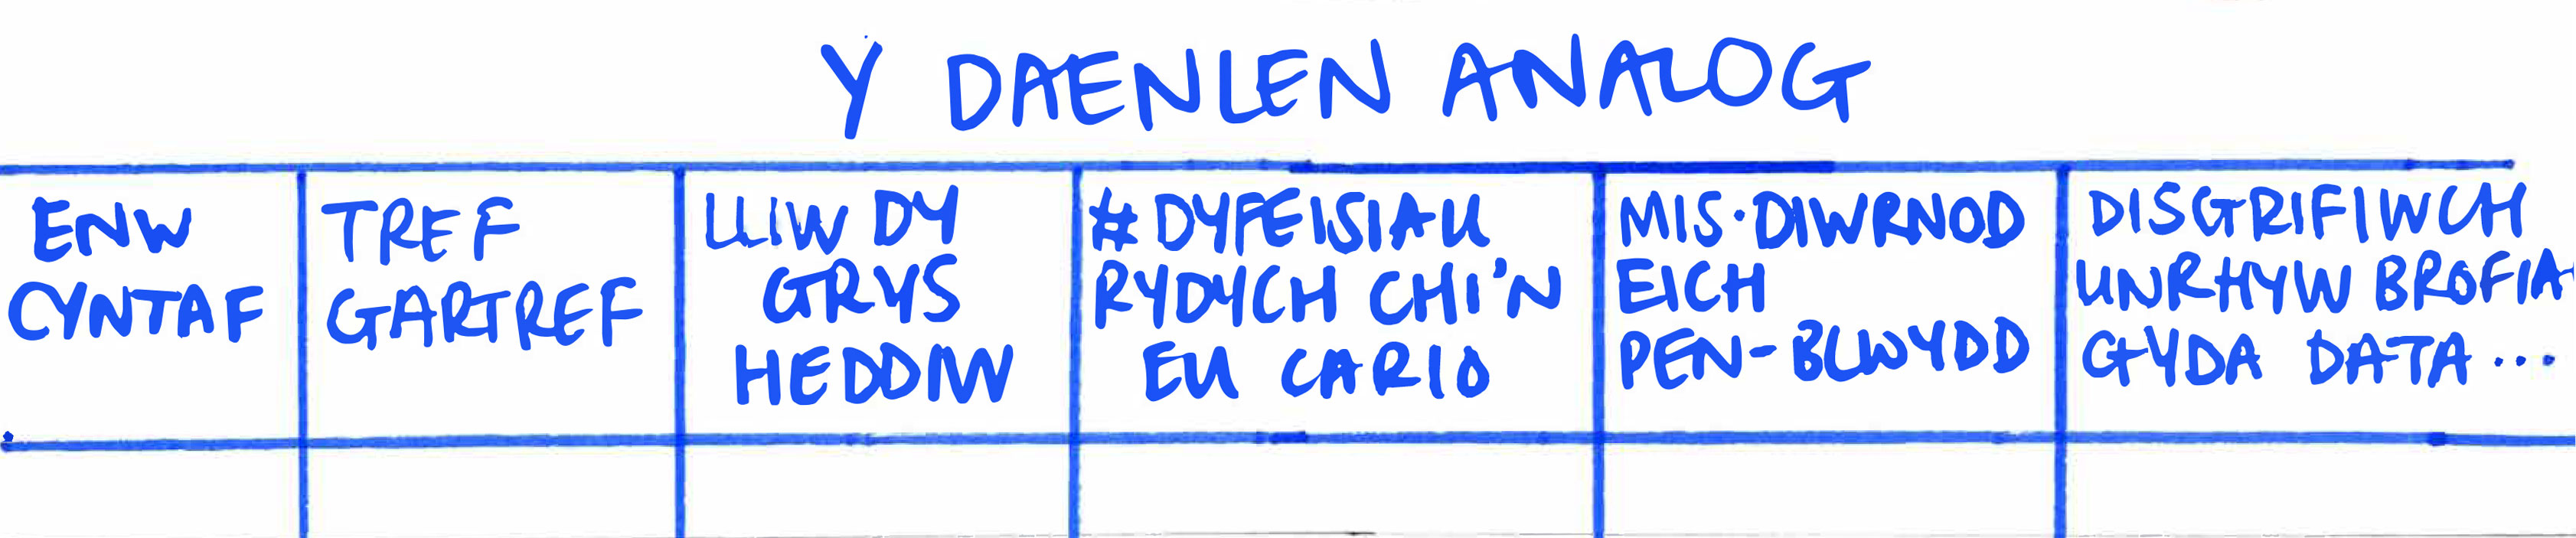 Y DAENLEN ANALOG
ENW
CYNTAF
TREF
GARTREF
LLIW DY
GRYS
HEDDIW
# DYFEISIAU
RYDYCH CHI'N
EU CARIO
MIS·DIWRNOD
EICH
PEN-BLWYDD
DISGRIFIWCH
UNRHYW BROFIA
GYDA DATA ...